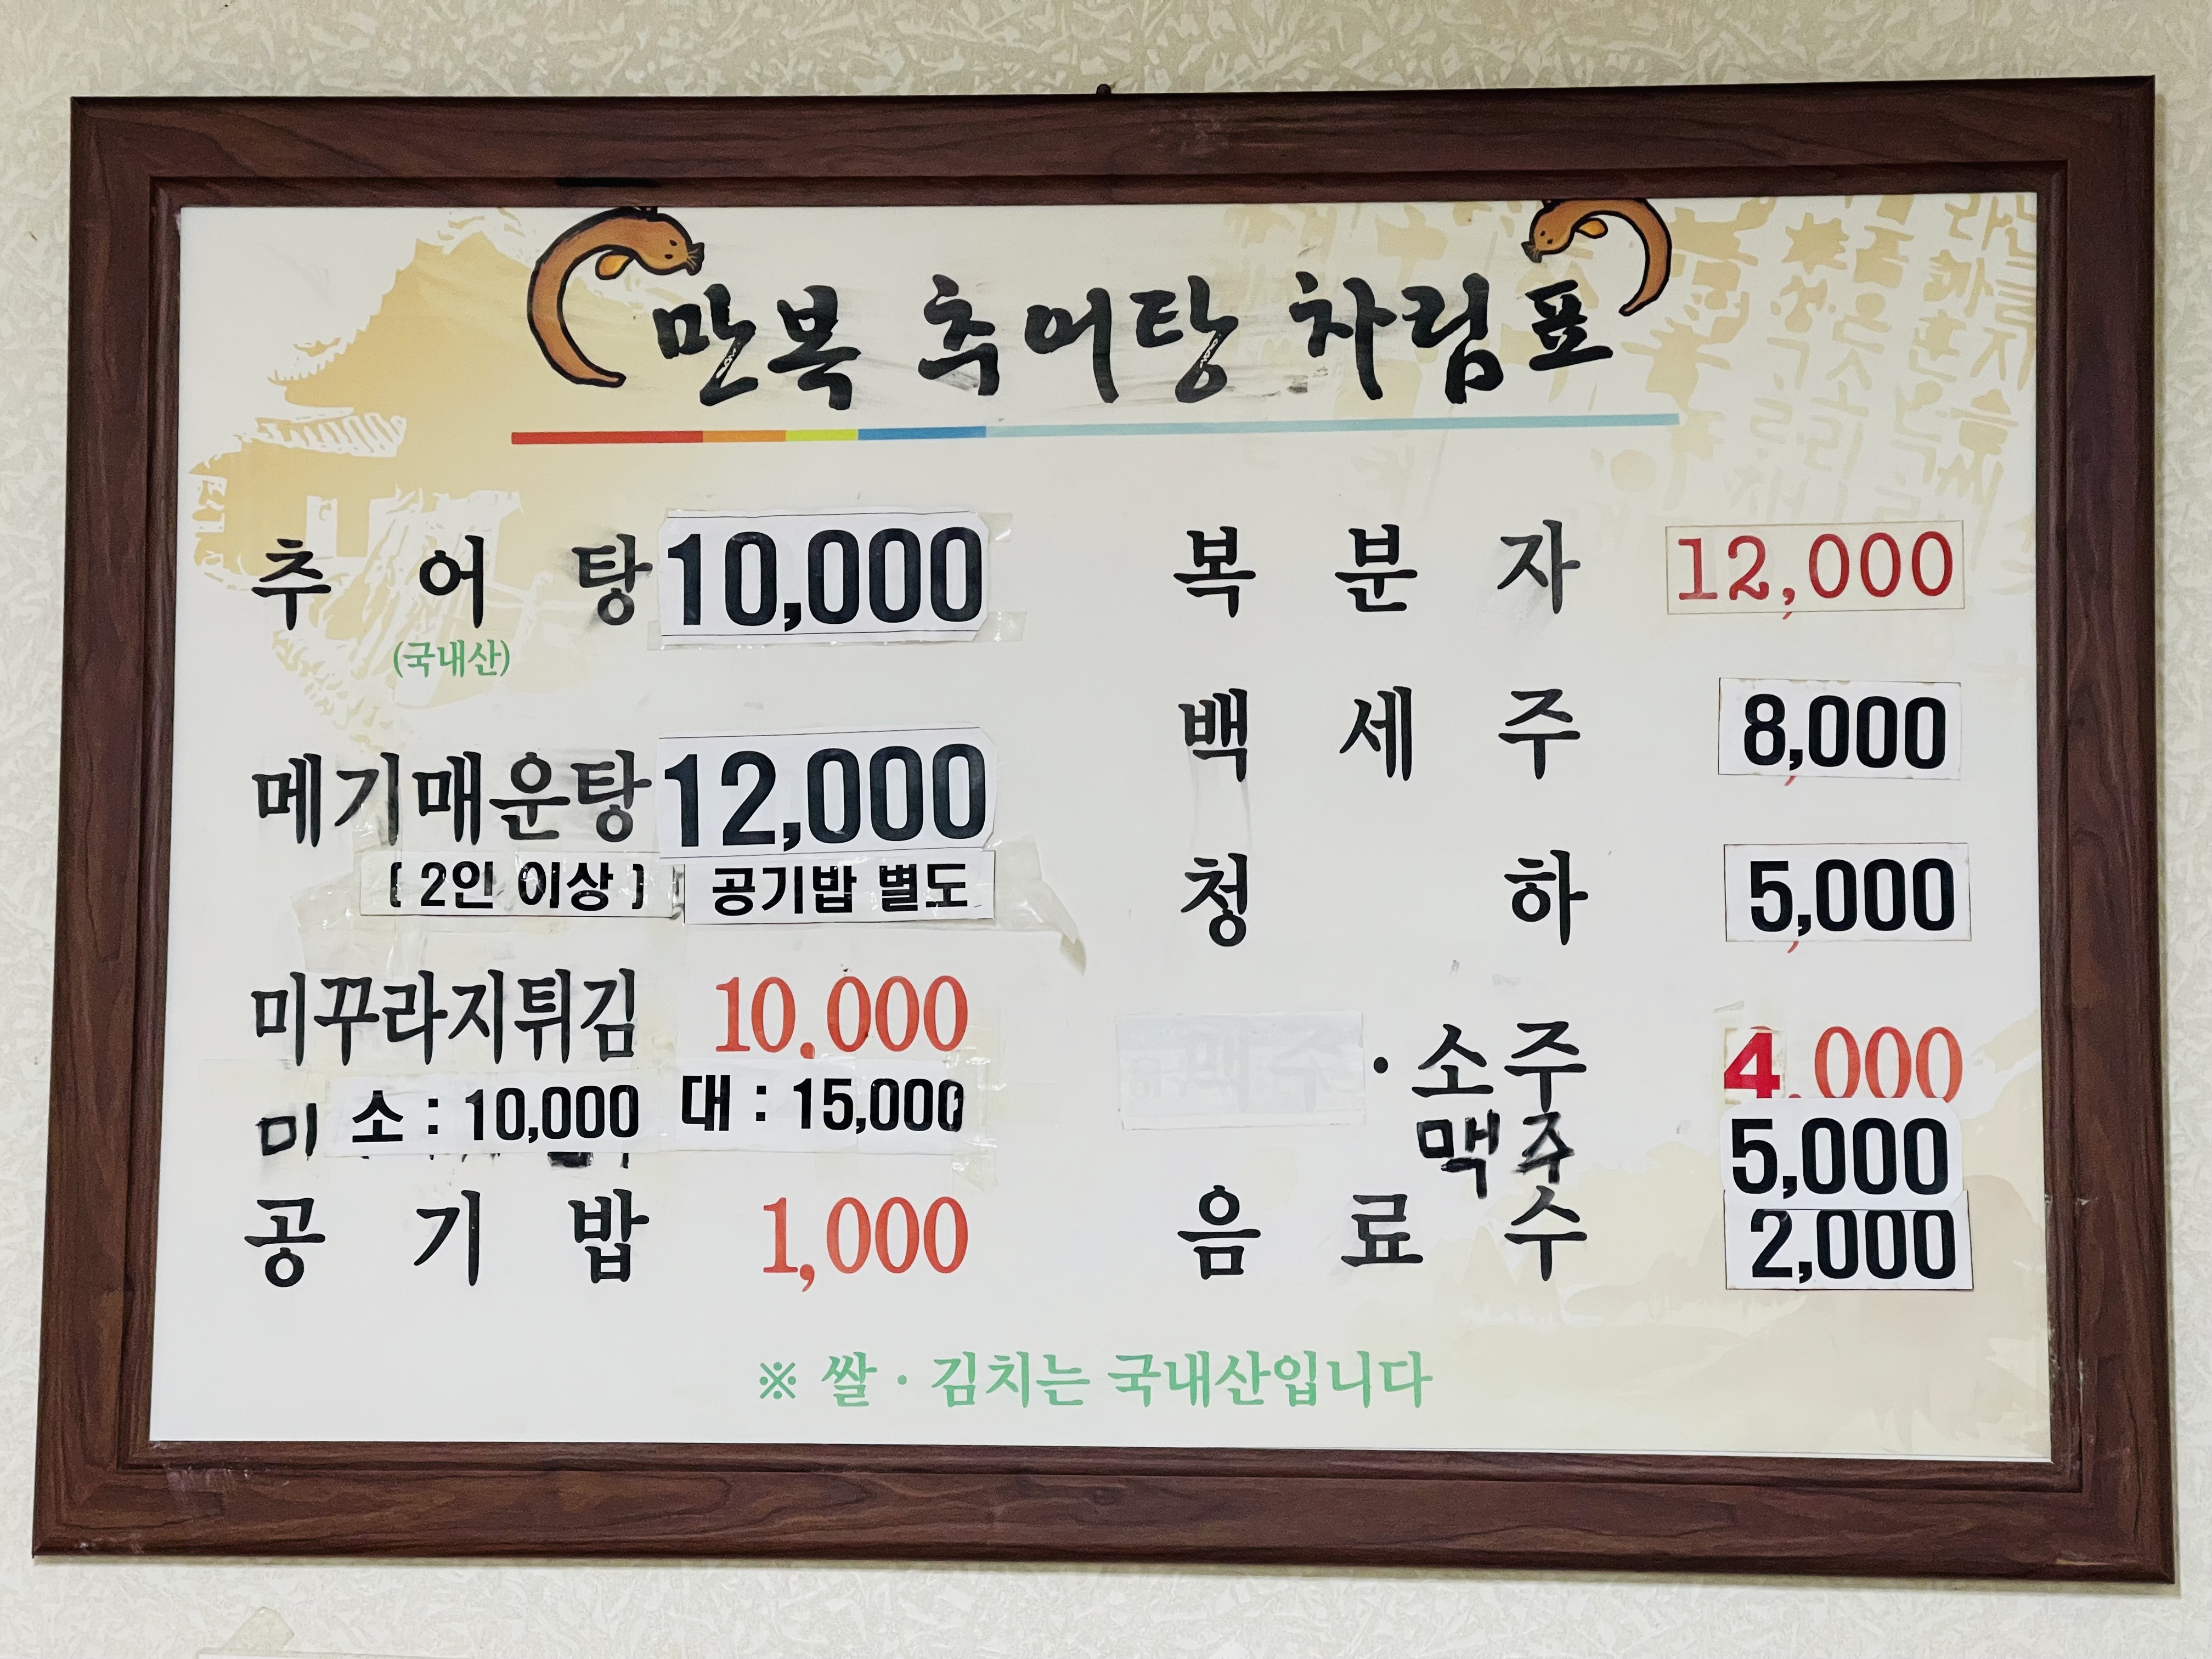 만복 추어탕 차림표
추어탕 10,000
(국내산)
메기매운탕 12,000
( 2인 이상 ) 공기밥 별도
미꾸라지튀김 10,000
미 소 : 10,000 대 : 15,000
공기밥 1,000
복분자 12,000
백세주 8,000
청하 5,000
·소주 4,000
맥주 5,000
음료수 2,000
※ 쌀 · 김치는 국내산입니다